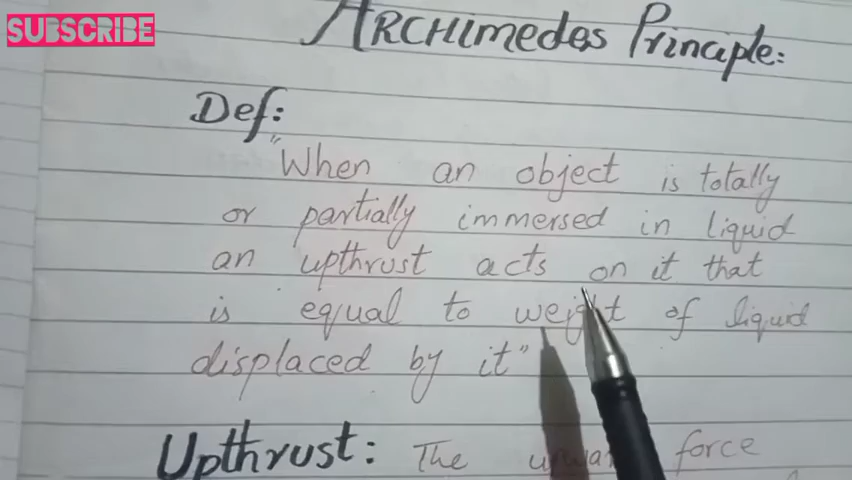 SUBSCRIBE
ARCHimedes Principle:
Def:
"When an object is totally
or partially immersed in liquid
an upthrust acts on it that
is equal to weight of liquid
displaced by it"
Upthrust: The upward force